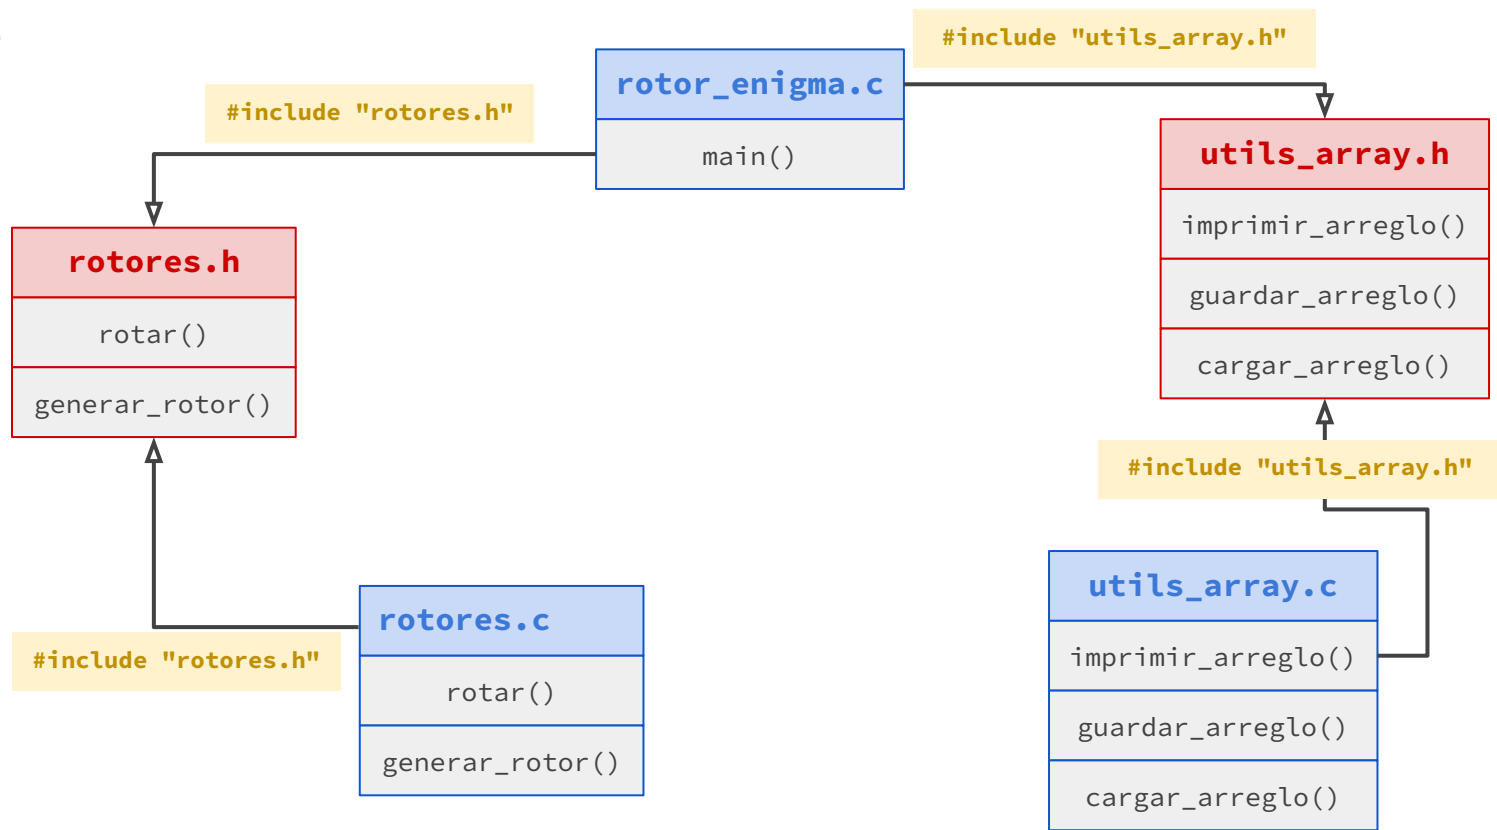 #include "utils_array.h"
rotor_enigma.c
main()
#include "rotores.h"
utils_array.h
imprimir_arreglo()
guardar_arreglo()
cargar_arreglo()
rotores.h
rotar()
generar_rotor()
#include "utils_array.h"
utils_array.c
imprimir_arreglo()
guardar_arreglo()
cargar_arreglo()
rotores.c
rotar()
generar_rotor()
#include "rotores.h"